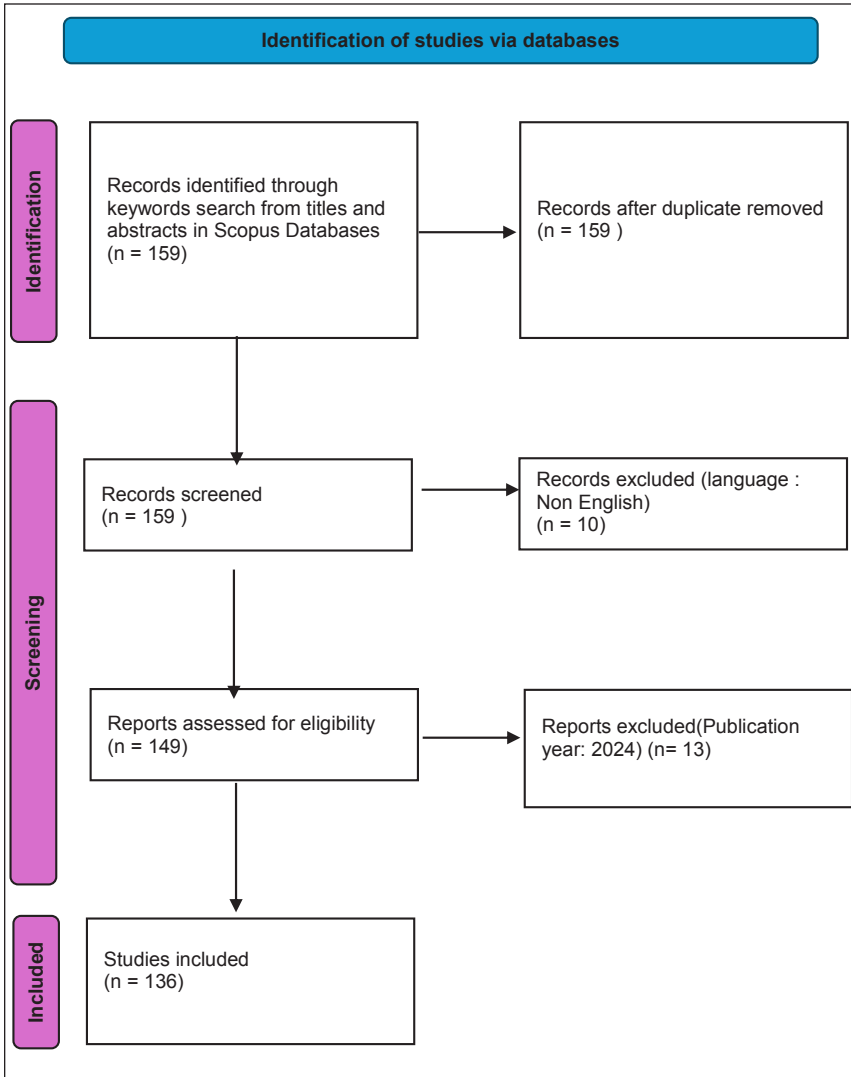 Identification of studies via databases
Identification
Records identified through
keywords search from titles and
abstracts in Scopus Databases
(n = 159)
Records after duplicate removed
(n = 159 )
Screening
Records screened
(n = 159 )
Records excluded (language :
Non English)
(n = 10)
Reports assessed for eligibility
(n = 149)
Reports excluded(Publication
year: 2024) (n= 13)
Included
Studies included
(n = 136)